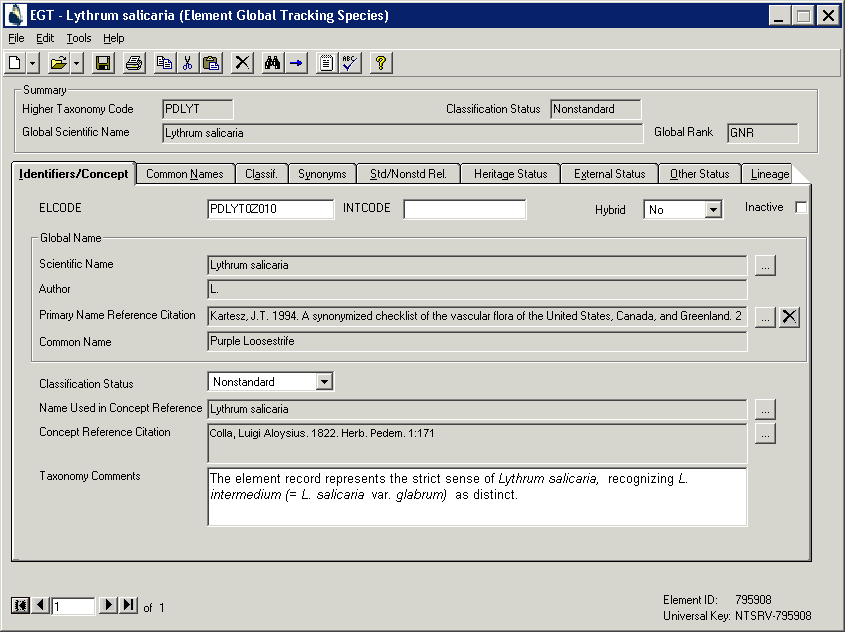 EGT - Lythrum salicaria (Element Global Tracking Species)
File Edit Tools Help
ABC ?
Summary
Higher Taxonomy Code PDLYT Classification Status Nonstandard
Global Scientific Name Lythrum salicaria Global Rank GNR
Identifiers/Concept Common Names Classif. Synonyms Std/Nonstd Rel. Heritage Status External Status Other Status Lineage
ELCODE PDLYT0Z010 INTCODE Hybrid No Inactive
Global Name
Scientific Name Lythrum salicaria ...
Author L.
Primary Name Reference Citation Kartesz, J.T. 1994. A synonymized checklist of the vascular flora of the United States, Canada, and Greenland. 2 ...
Common Name Purple Loosestrife
Classification Status Nonstandard
Name Used in Concept Reference Lythrum salicaria ...
Concept Reference Citation Colla, Luigi Aloysius. 1822. Herb. Pedem. 1:171 ...
Taxonomy Comments The element record represents the strict sense of Lythrum salicaria, recognizing L.
intermedium (= L. salicaria var. glabrum) as distinct.
1 of 1
Element ID: 795908
Universal Key: NTSRV-795908